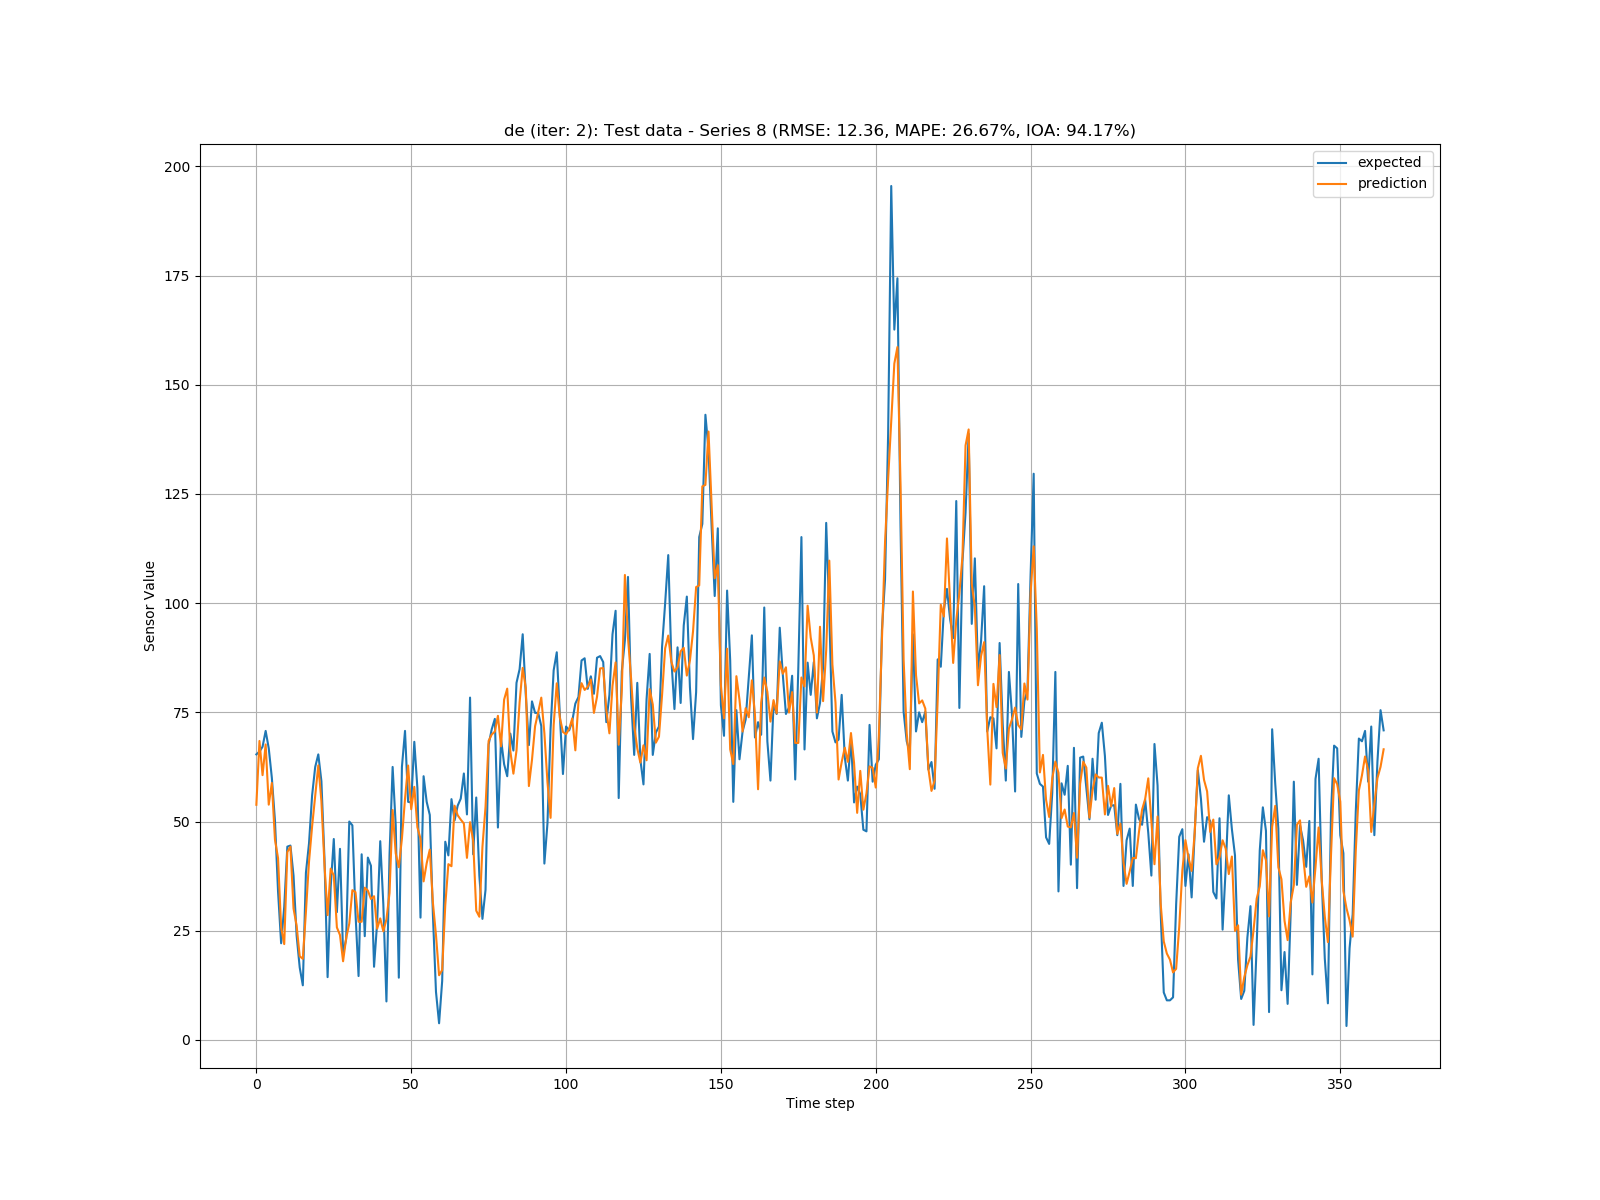 de (iter: 2): Test data - Series 8 (RMSE: 12.36, MAPE: 26.67%, IOA: 94.17%)
expected
prediction
200
175
150
125
100
75
50
25
0
Sensor Value
0 50 100 150 200 250 300 350
Time step